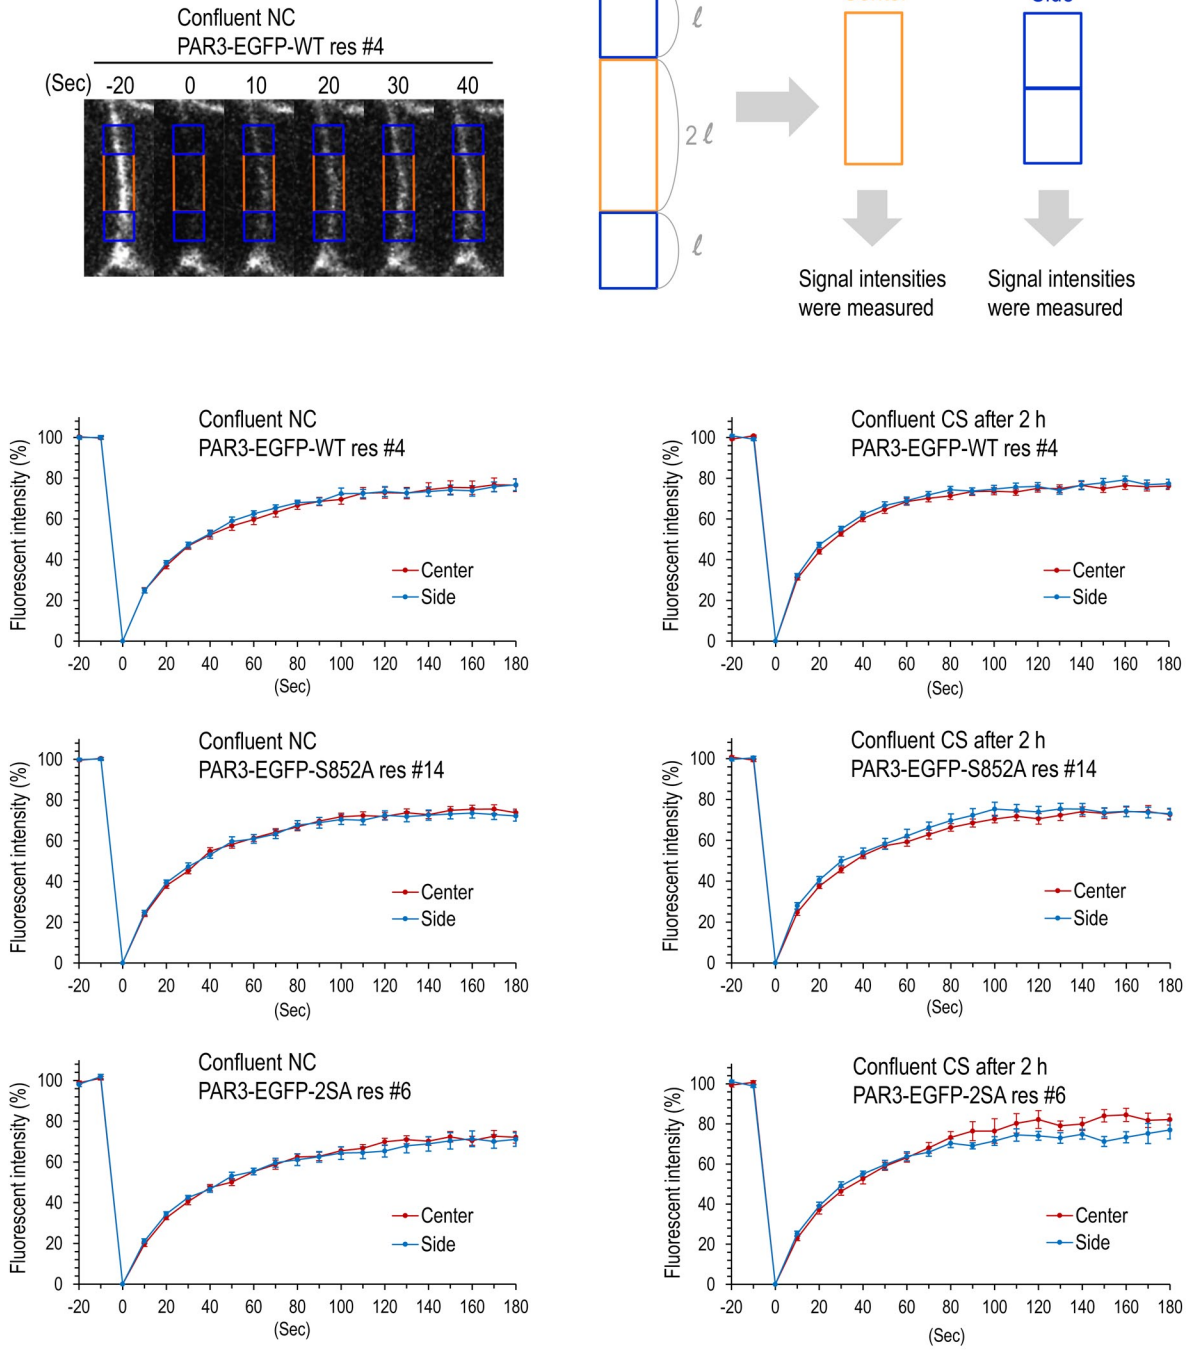 Side
Confluent NC
PAR3-EGFP-WT res #4
(Sec) -20 0 10 20 30 40
ℓ
2ℓ
ℓ
Signal intensities
were measured
Signal intensities
were measured
Confluent NC
PAR3-EGFP-WT res #4
Fluorescent intensity (%)
100
80
60
40
20
0
Center
Side
-20 0 20 40 60 80 100 120 140 160 180
(Sec)
Confluent CS after 2 h
PAR3-EGFP-WT res #4
Fluorescent intensity (%)
100
80
60
40
20
0
Center
Side
-20 0 20 40 60 80 100 120 140 160 180
(Sec)
Confluent NC
PAR3-EGFP-S852A res #14
Fluorescent intensity (%)
100
80
60
40
20
0
Center
Side
-20 0 20 40 60 80 100 120 140 160 180
(Sec)
Confluent CS after 2 h
PAR3-EGFP-S852A res #14
Fluorescent intensity (%)
100
80
60
40
20
0
Center
Side
-20 0 20 40 60 80 100 120 140 160 180
(Sec)
Confluent NC
PAR3-EGFP-2SA res #6
Fluorescent intensity (%)
100
80
60
40
20
0
Center
Side
-20 0 20 40 60 80 100 120 140 160 180
(Sec)
Confluent CS after 2 h
PAR3-EGFP-2SA res #6
Fluorescent intensity (%)
100
80
60
40
20
0
Center
Side
-20 0 20 40 60 80 100 120 140 160 180
(Sec)